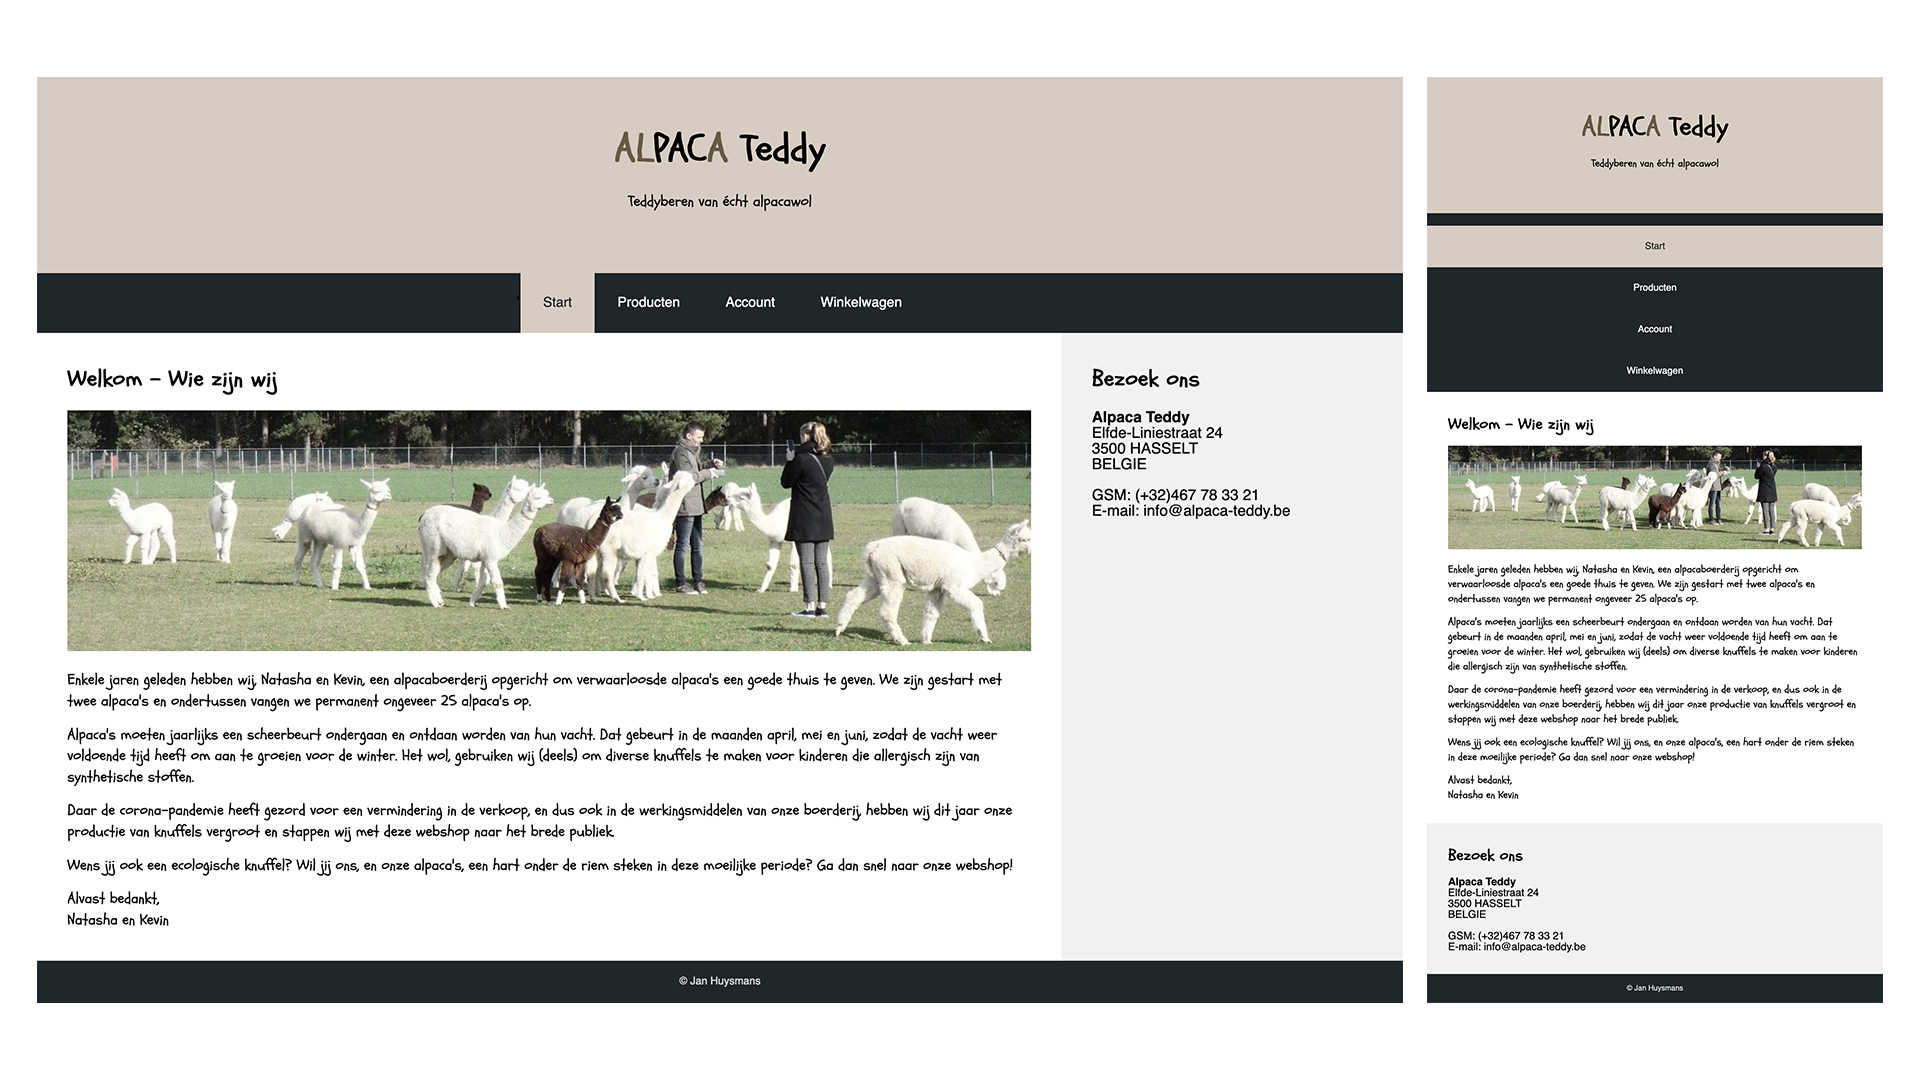 ALPACA Teddy
Teddyberen van écht alpacawol
Start
Producten
Account
Winkelwagen
Welkom - Wie zijn wij
Enkele jaren geleden hebben wij, Natasha en Kevin, een alpacaboerderij opgericht om verwaarloosde alpaca's een goede thuis te geven. We zijn gestart met
twee alpaca's en ondertussen vangen we permanent ongeveer 25 alpaca's op.
Alpaca's moeten jaarlijks een scheerbeurt ondergaan en ontdaan worden van hun vacht. Dat gebeurt in de maanden april, mei en juni, zodat de vacht weer
voldoende tijd heeft om aan te groeien voor de winter. Het wol, gebruiken wij (deels) om diverse knuffels te maken voor kinderen die allergisch zijn van
synthetische stoffen.
Daar de corona-pandemie heeft gezord voor een vermindering in de verkoop, en dus ook in de werkingsmiddelen van onze boerderij, hebben wij dit jaar onze
productie van knuffels vergroot en stappen wij met deze webshop naar het brede publiek.
Wens jij ook een ecologische knuffel? Wil jij ons, en onze alpaca's, een hart onder de riem steken in deze moeilijke periode? Ga dan snel naar onze webshop!
Alvast bedankt,
Natasha en Kevin
Bezoek ons
Alpaca Teddy
Elfde-Liniestraat 24
3500 HASSELT
BELGIE
GSM: (+32)467 78 33 21
E-mail: info@alpaca-teddy.be
© Jan Huysmans
ALPACA Teddy
Teddyberen van écht alpacawol
Start
Producten
Account
Winkelwagen
Welkom - Wie zijn wij
Enkele jaren geleden hebben wij, Natasha en Kevin, een alpacaboerderij opgericht om
verwaarloosde alpaca's een goede thuis te geven. We zijn gestart met twee alpaca's en
ondertussen vangen we permanent ongeveer 25 alpaca's op.
Alpaca's moeten jaarlijks een scheerbeurt ondergaan en ontdaan worden van hun vacht. Dat
gebeurt in de maanden april, mei en juni, zodat de vacht weer voldoende tijd heeft om aan te
groeien voor de winter. Het wol, gebruiken wij (deels) om diverse knuffels te maken voor kinderen
die allergisch zijn van synthetische stoffen.
Daar de corona-pandemie heeft gezord voor een vermindering in de verkoop, en dus ook in de
werkingsmiddelen van onze boerderij, hebben wij dit jaar onze productie van knuffels vergroot en
stappen wij met deze webshop naar het brede publiek.
Wens jij ook een ecologische knuffel? Wil jij ons, en onze alpaca's, een hart onder de riem steken
in deze moeilijke periode? Ga dan snel naar onze webshop!
Alvast bedankt,
Natasha en Kevin
Bezoek ons
Alpaca Teddy
Elfde-Liniestraat 24
3500 HASSELT
BELGIE
GSM: (+32)467 78 33 21
E-mail: info@alpaca-teddy.be
© Jan Huysmans